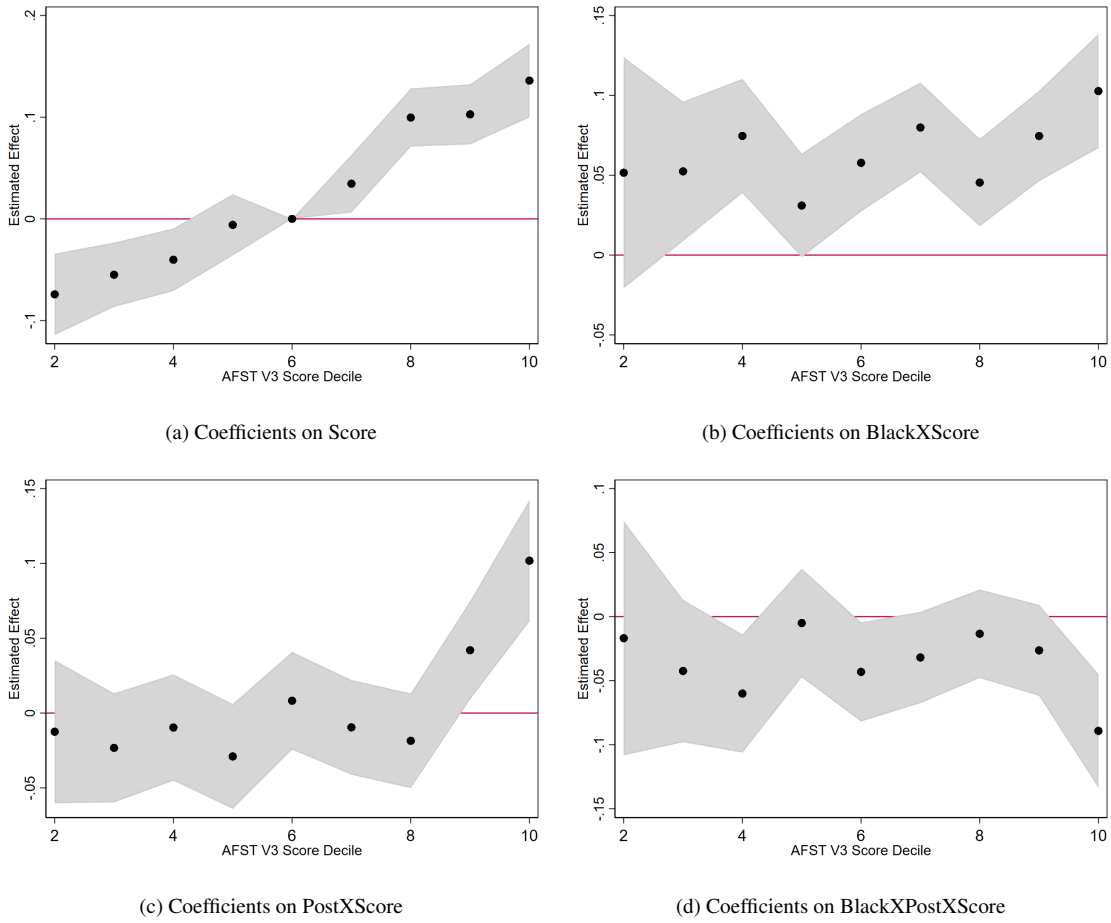 .2
.1
0
-.1
Estimated Effect
2 4 6 8 10
AFST V3 Score Decile
(a) Coefficients on Score
.15
.1
.05
0
-.05
Estimated Effect
2 4 6 8 10
AFST V3 Score Decile
(b) Coefficients on BlackXScore
.15
.1
.05
0
-.05
Estimated Effect
2 4 6 8 10
AFST V3 Score Decile
(c) Coefficients on PostXScore
.1
.05
0
-.05
-.1
-.15
Estimated Effect
2 4 6 8 10
AFST V3 Score Decile
(d) Coefficients on BlackXPostXScore